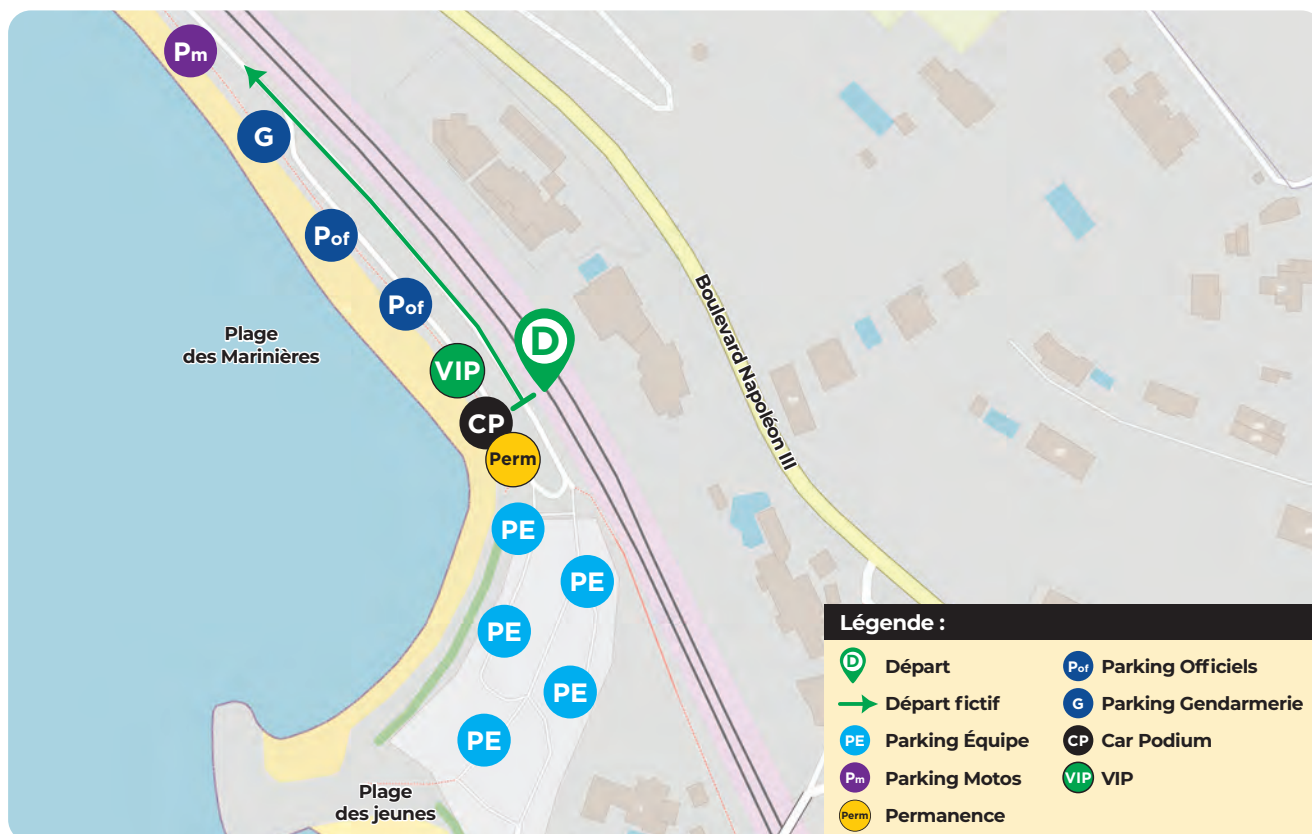 Pm
G
Pof
Pof
D
VIP
CP
Perm
Plage
des Marinières
Boulevard Napoléon III
PE
PE
PE
PE
PE
Plage
des jeunes
Légende :
D Départ
Départ fictif
PE Parking Équipe
Pm Parking Motos
Perm Permanence
Pof Parking Officiels
G Parking Gendarmerie
CP Car Podium
VIP VIP